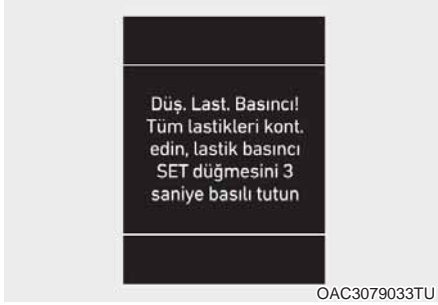 Düş. Last. Basıncı!
Tüm lastikleri kont.
edin, lastik basıncı
SET düğmesini 3
saniye basılı tutun
OAC3079033TU